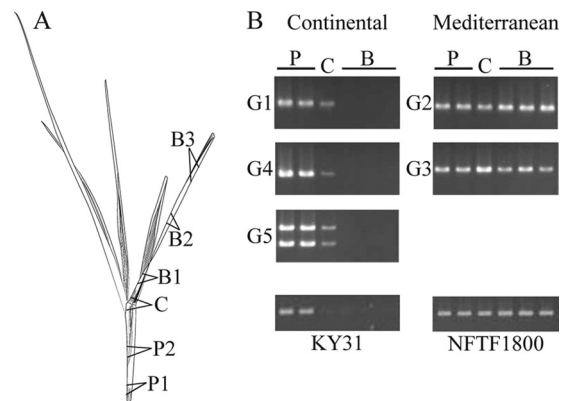 A
B3
B2
B1
C
P2
P1
B
Continental
Mediterranean
P
C
B
P
C
B
G1
G2
G4
G3
G5
KY31
NFTF1800